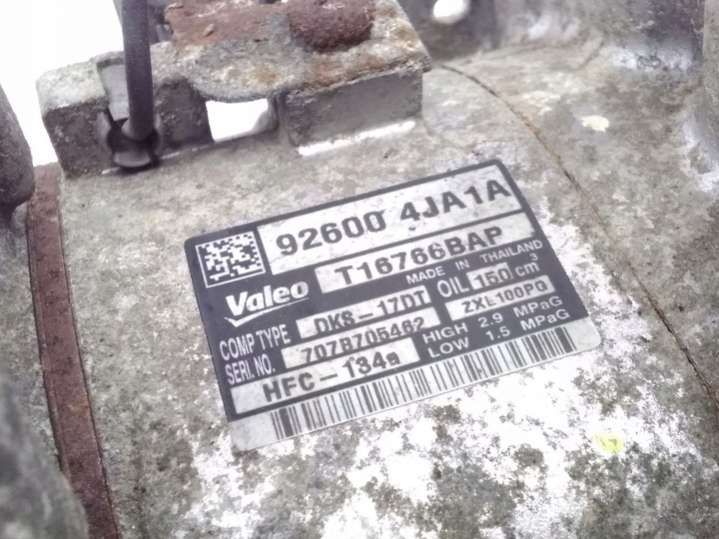 92600 4JA1A
Valeo T16766BAP
MADE IN THAILAND
COMP TYPE DKS-17DT OIL 150 cm³
SERI. NO. 7078705462 ZXL100PG
HFC-134a HIGH 2.9 MPaG
LOW 1.5 MPaG